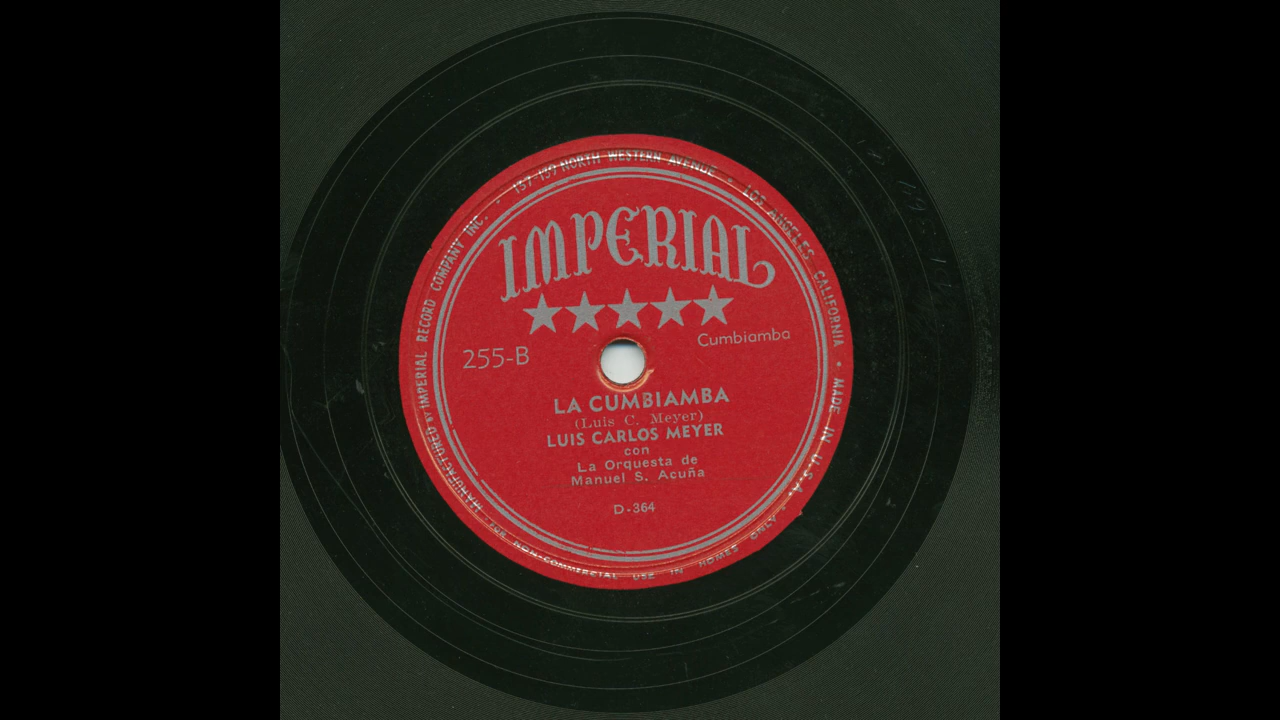 MANUFACTURED BY IMPERIAL RECORD COMPANY INC. • 137-139 NORTH WESTERN AVENUE • LOS ANGELES CALIFORNIA • MADE IN U.S.A.
FOR NON-COMMERCIAL USE IN HOMES ONLY
IMPERIAL
Cumbiamba
255-B
LA CUMBIAMBA
(Luis C. Meyer)
LUIS CARLOS MEYER
con
La Orquesta de
Manuel S. Acuña
D-364